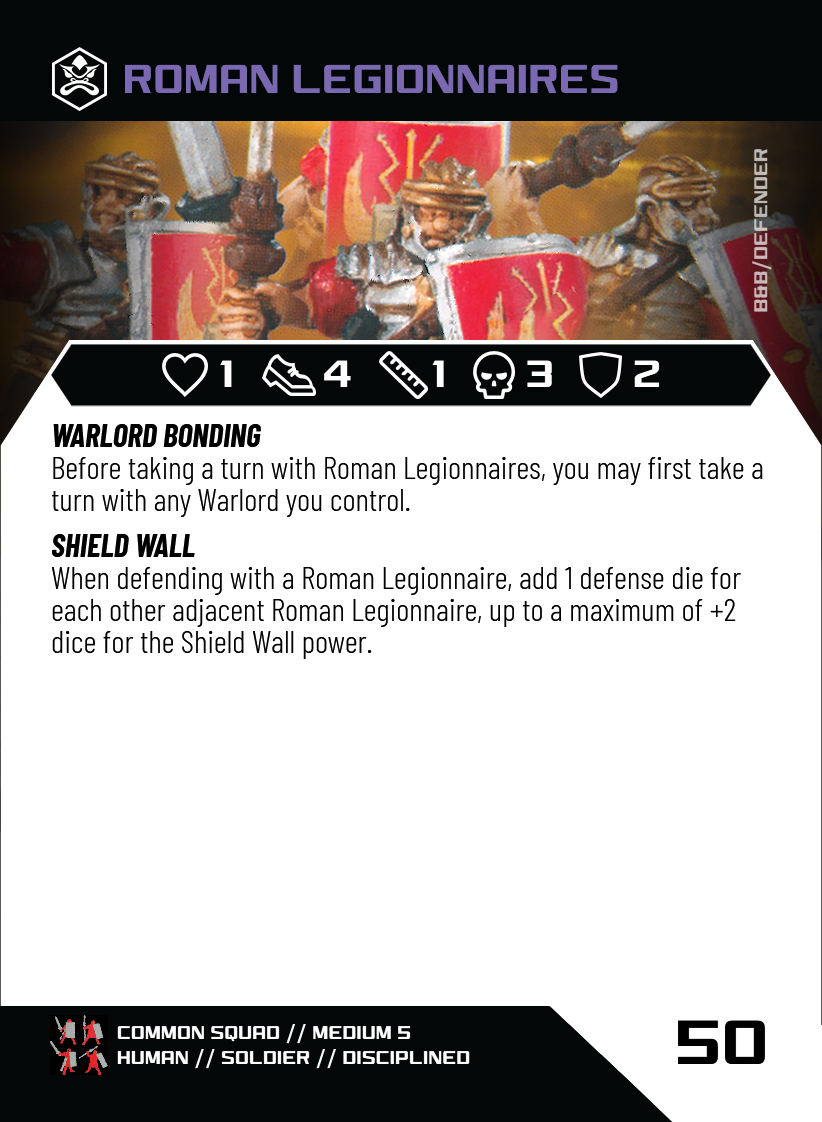 ROMAN LEGIONNAIRES
B&B/DEFENDER
1 4 1 3 2
WARLORD BONDING
Before taking a turn with Roman Legionnaires, you may first take a
turn with any Warlord you control.
SHIELD WALL
When defending with a Roman Legionnaire, add 1 defense die for
each other adjacent Roman Legionnaire, up to a maximum of +2
dice for the Shield Wall power.
COMMON SQUAD // MEDIUM 5
HUMAN // SOLDIER // DISCIPLINED
50